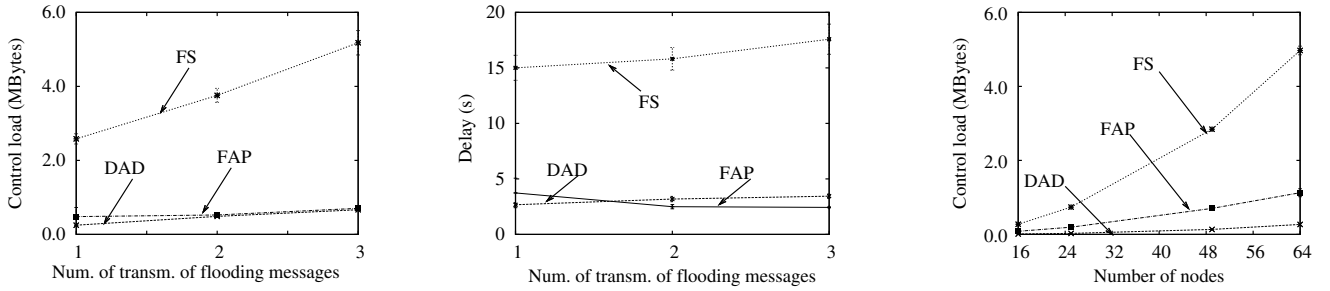 Control load (MBytes)
6.0
4.0
2.0
0.0
FS
DAD
FAP
1 2 3
Num. of transm. of flooding messages
Delay (s)
20
15
10
5
0
FS
DAD
FAP
1 2 3
Num. of transm. of flooding messages
Control load (MBytes)
6.0
4.0
2.0
0.0
FS
FAP
DAD
16 24 32 40 48 56 64
Number of nodes